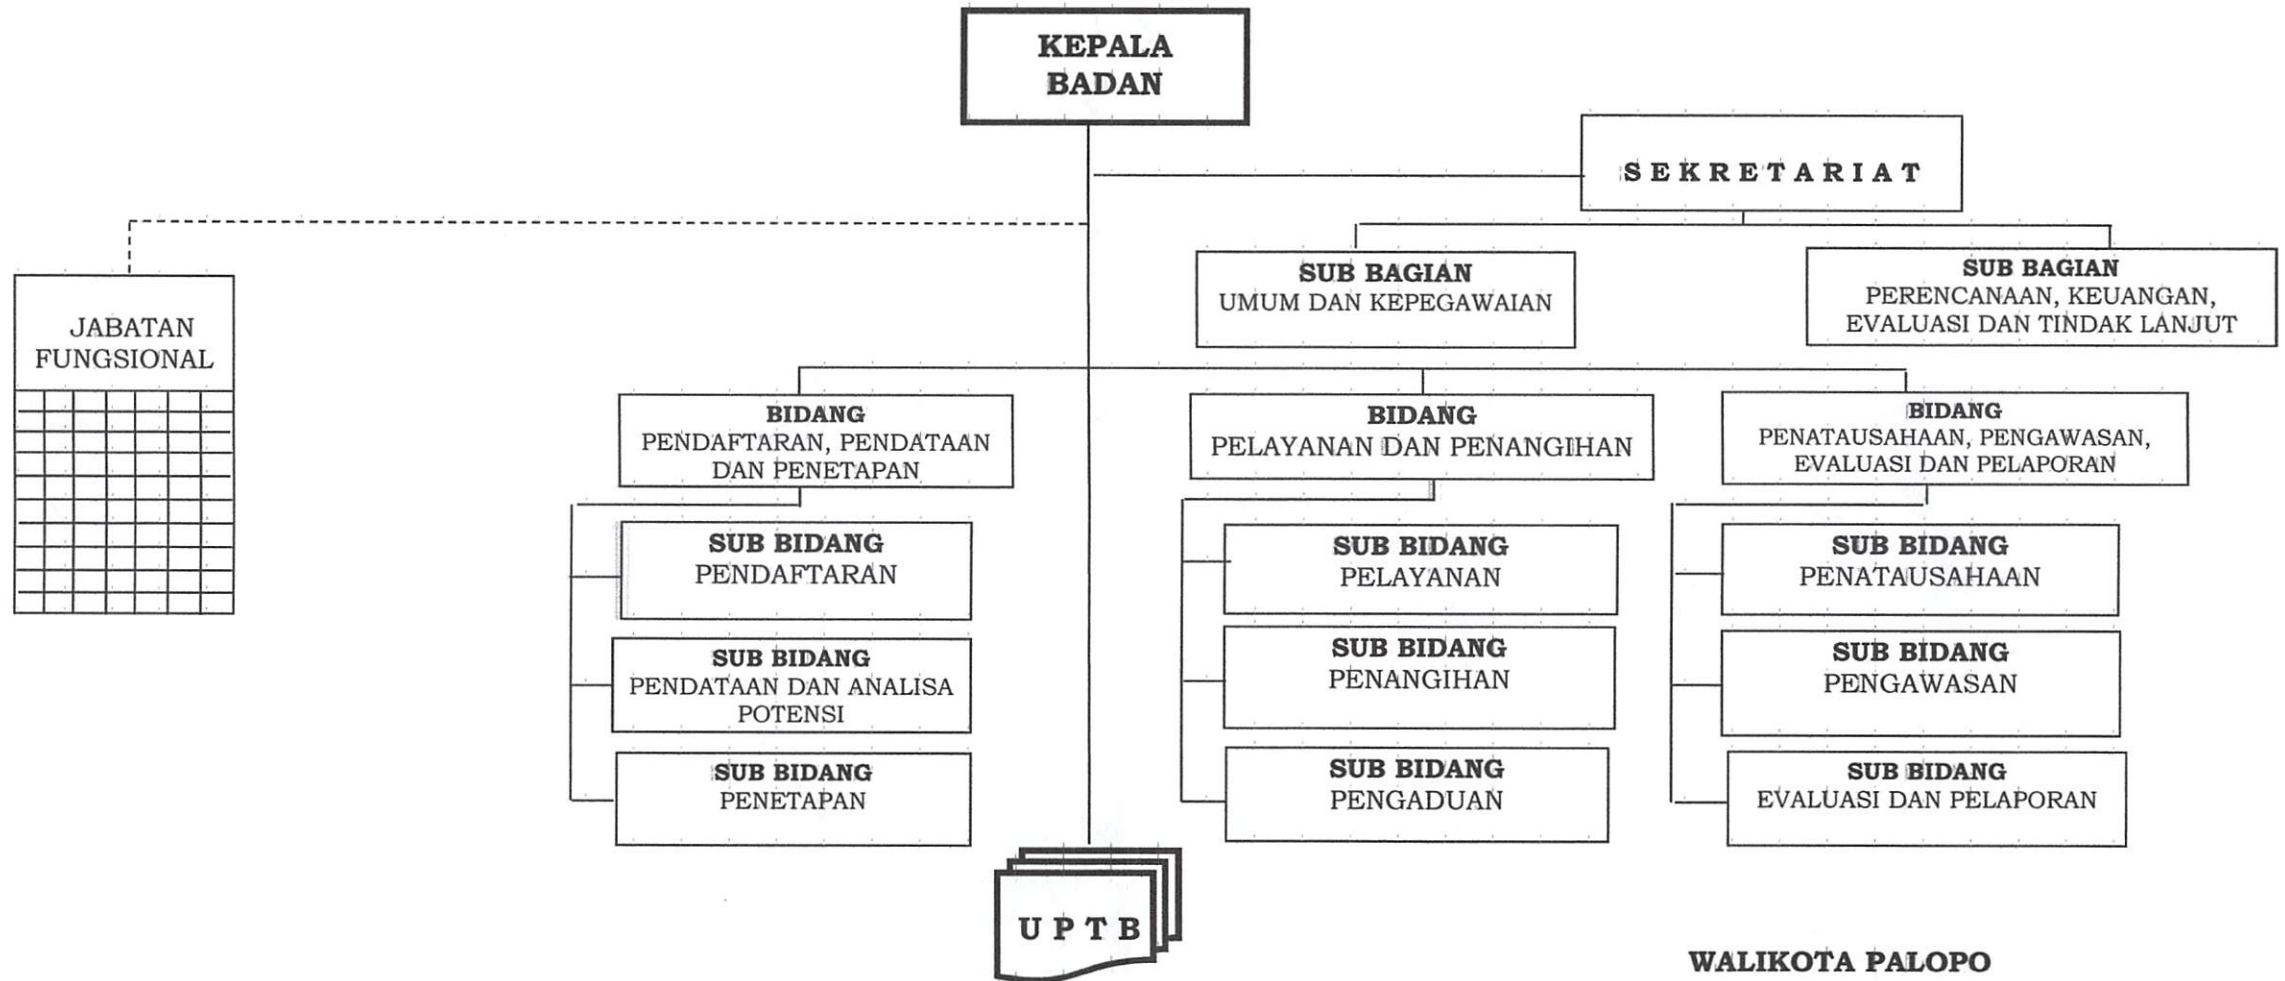 KEPALA
BADAN
S E K R E T A R I A T
SUB BAGIAN
UMUM DAN KEPEGAWAIAN
SUB BAGIAN
PERENCANAAN, KEUANGAN,
EVALUASI DAN TINDAK LANJUT
JABATAN
FUNGSIONAL
BIDANG
PENDAFTARAN, PENDATAAN
DAN PENETAPAN
BIDANG
PELAYANAN DAN PENANGIHAN
BIDANG
PENATAUSAHAAN, PENGAWASAN,
EVALUASI DAN PELAPORAN
SUB BIDANG
PENDAFTARAN
SUB BIDANG
PENDATAAN DAN ANALISA
POTENSI
SUB BIDANG
PENETAPAN
SUB BIDANG
PELAYANAN
SUB BIDANG
PENANGIHAN
SUB BIDANG
PENGADUAN
SUB BIDANG
PENATAUSAHAAN
SUB BIDANG
PENGAWASAN
SUB BIDANG
EVALUASI DAN PELAPORAN
U P T B
WALIKOTA PALOPO